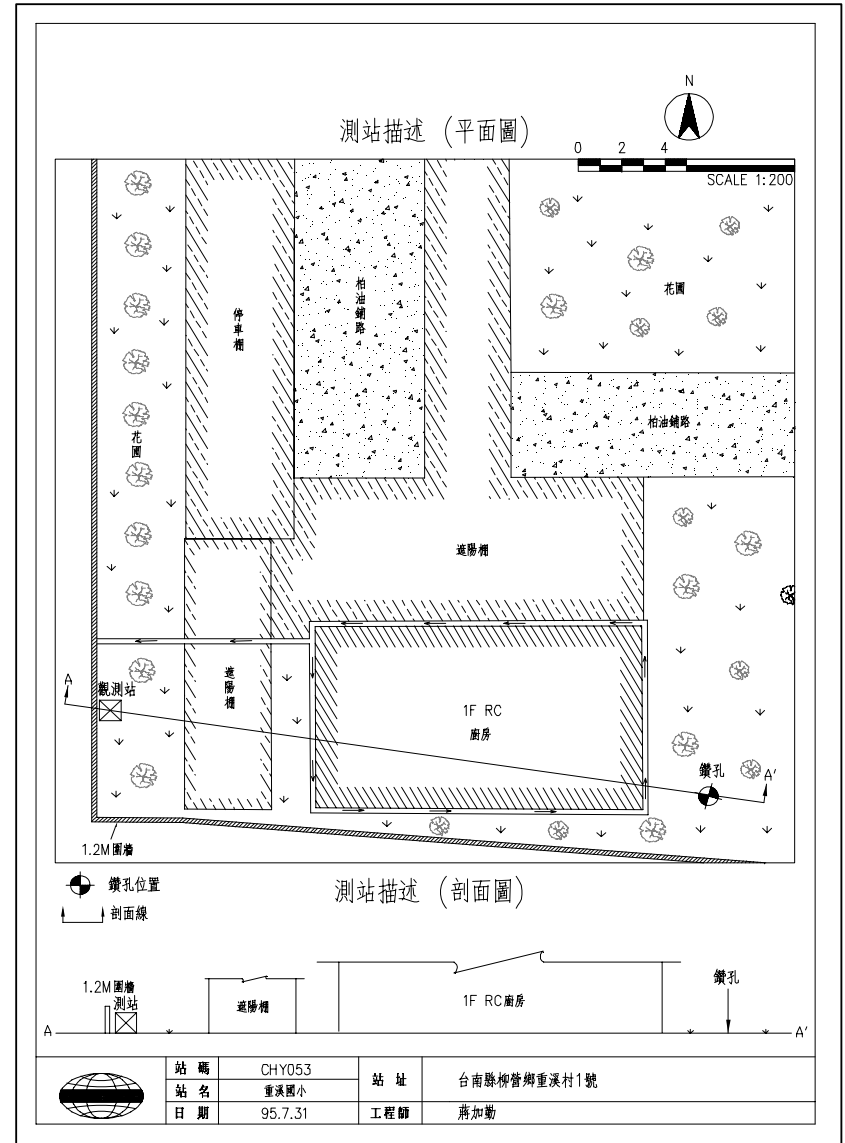 測站描述 (平面圖)
N
0 2 4
SCALE 1:200
停車棚
柏油鋪路
花圃
柏油鋪路
花圃
遮陽棚
遮陽棚
A
觀測站
1F RC
廚房
鑽孔
A'
1.2M圍牆
鑽孔位置
剖面線
測站描述 (剖面圖)
1.2M圍牆
測站
遮陽棚
1F RC廚房
鑽孔
A
A'
站碼 CHY053
站名 重溪國小
日期 95.7.31
站址 台南縣柳營鄉重溪村1號
工程師 蔣加勤